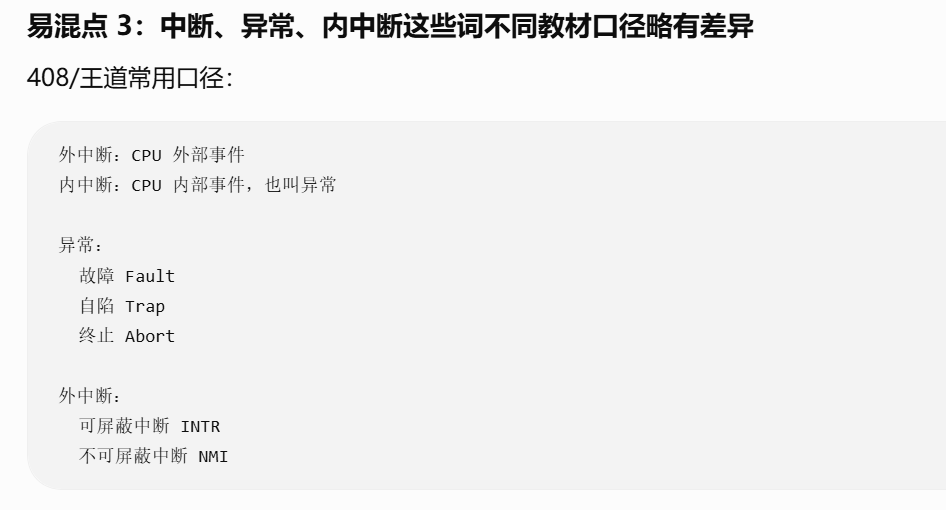 易混点 3：中断、异常、内中断这些词不同教材口径略有差异
408/王道常用口径：
外中断：CPU 外部事件
内中断：CPU 内部事件，也叫异常
异常：
故障 Fault
自陷 Trap
终止 Abort
外中断：
可屏蔽中断 INTR
不可屏蔽中断 NMI